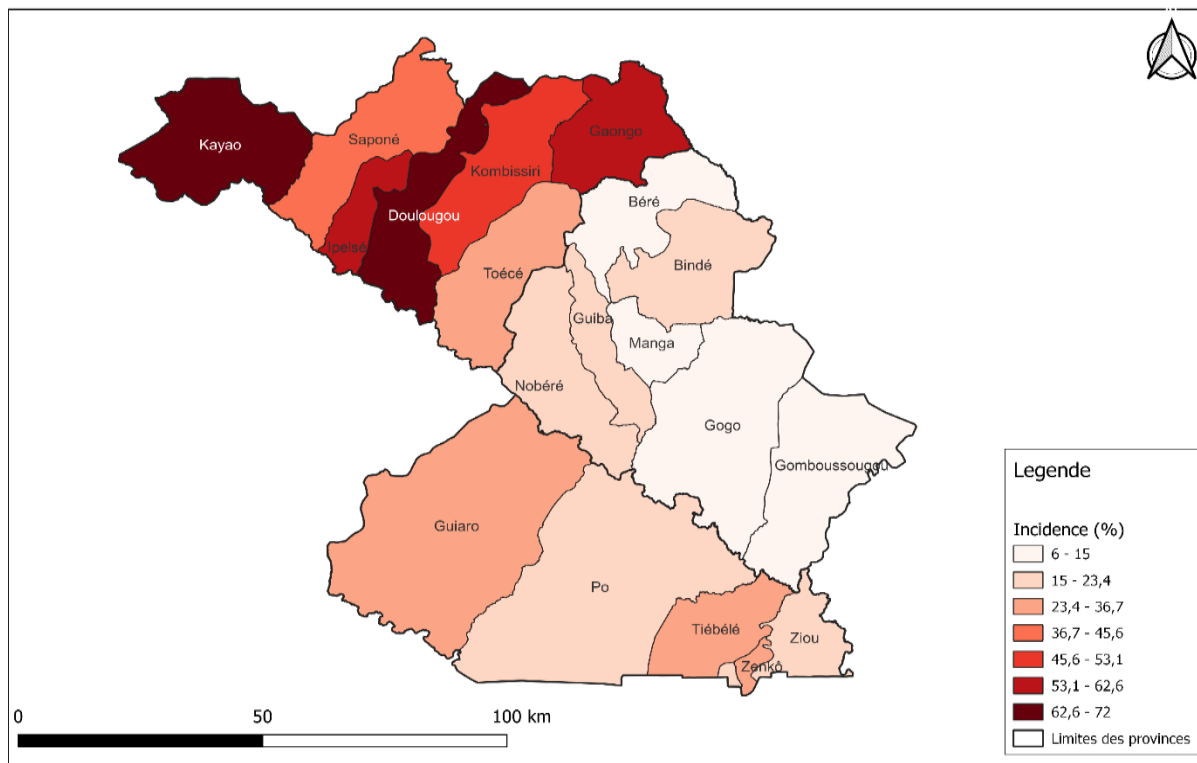 Kayao
Saponé
Gaongo
Kombissiri
Béré
Doulougou
Ipelsé
Bindé
Toécé
Guiba
Manga
Nobéré
Gogo
Gomboussougou
Guiaro
Po
Tiébélé
Ziou
Zenkô
Legende
Incidence (%)
6 - 15
15 - 23,4
23,4 - 36,7
36,7 - 45,6
45,6 - 53,1
53,1 - 62,6
62,6 - 72
Limites des provinces
0 50 100 km